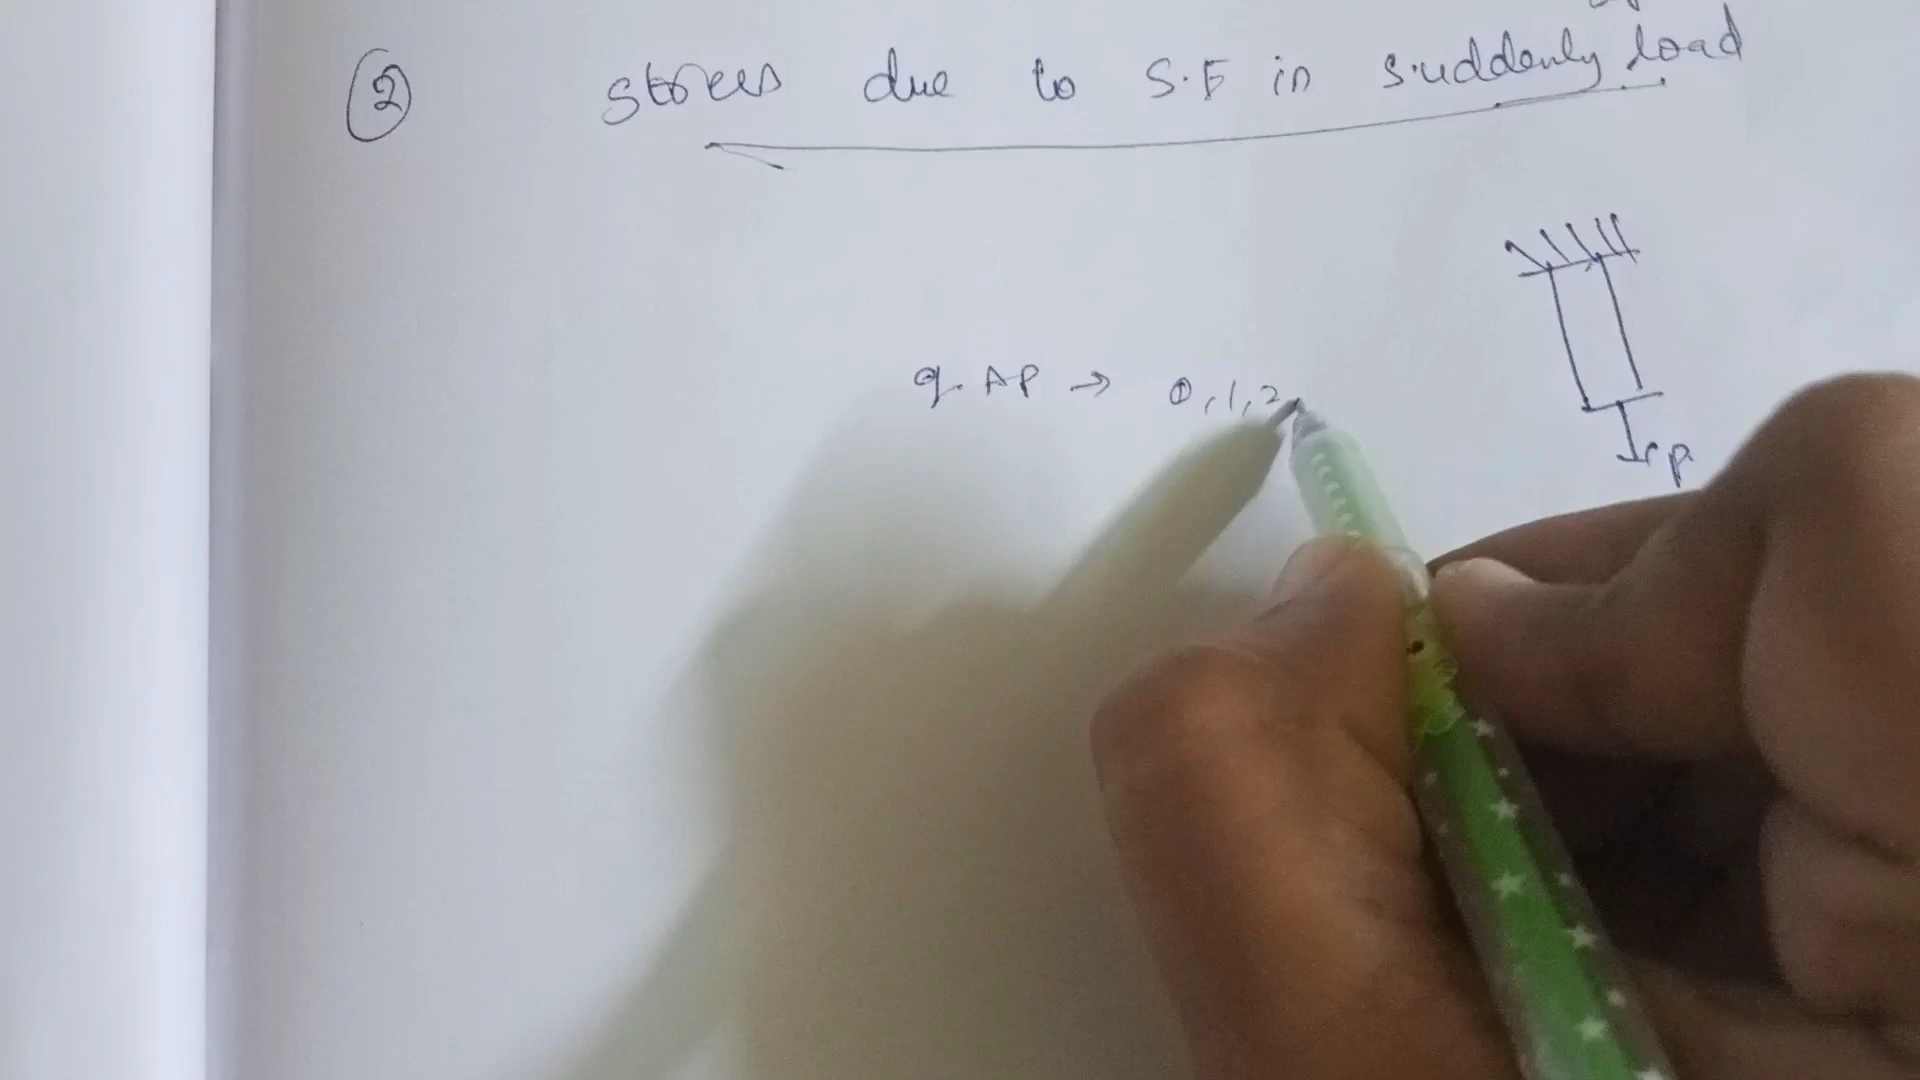 ② stress due to S.E in suddenly load
g. AP → 0, 1, 2
p